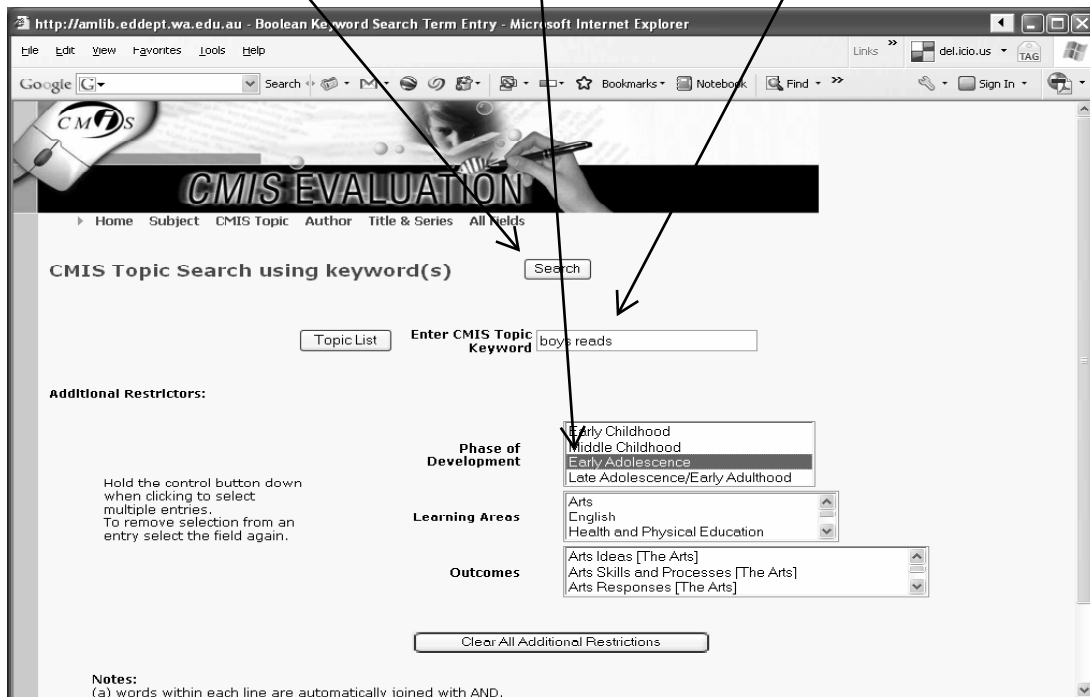 http://amlib.eddept.wa.edu.au - Boolean Keyword Search Term Entry - Microsoft Internet Explorer
File Edit View Favorites Tools Help Links » del.icio.us TAG
Google G Search M Bookmarks Notebook Find » Sign In
CMIS
CMIS EVALUATION
Home Subject CMIS Topic Author Title & Series All Fields
CMIS Topic Search using keyword(s) Search
Topic List Enter CMIS Topic Keyword boys reads
Additional Restrictors:
Phase of Development
Early Childhood
Middle Childhood
Early Adolescence
Late Adolescence/Early Adulthood
Hold the control button down
when clicking to select
multiple entries.
To remove selection from an
entry select the field again.
Learning Areas
Arts
English
Health and Physical Education
Outcomes
Arts Ideas [The Arts]
Arts Skills and Processes [The Arts]
Arts Responses [The Arts]
Clear All Additional Restrictions
Notes:
(a) words within each line are automatically joined with AND.